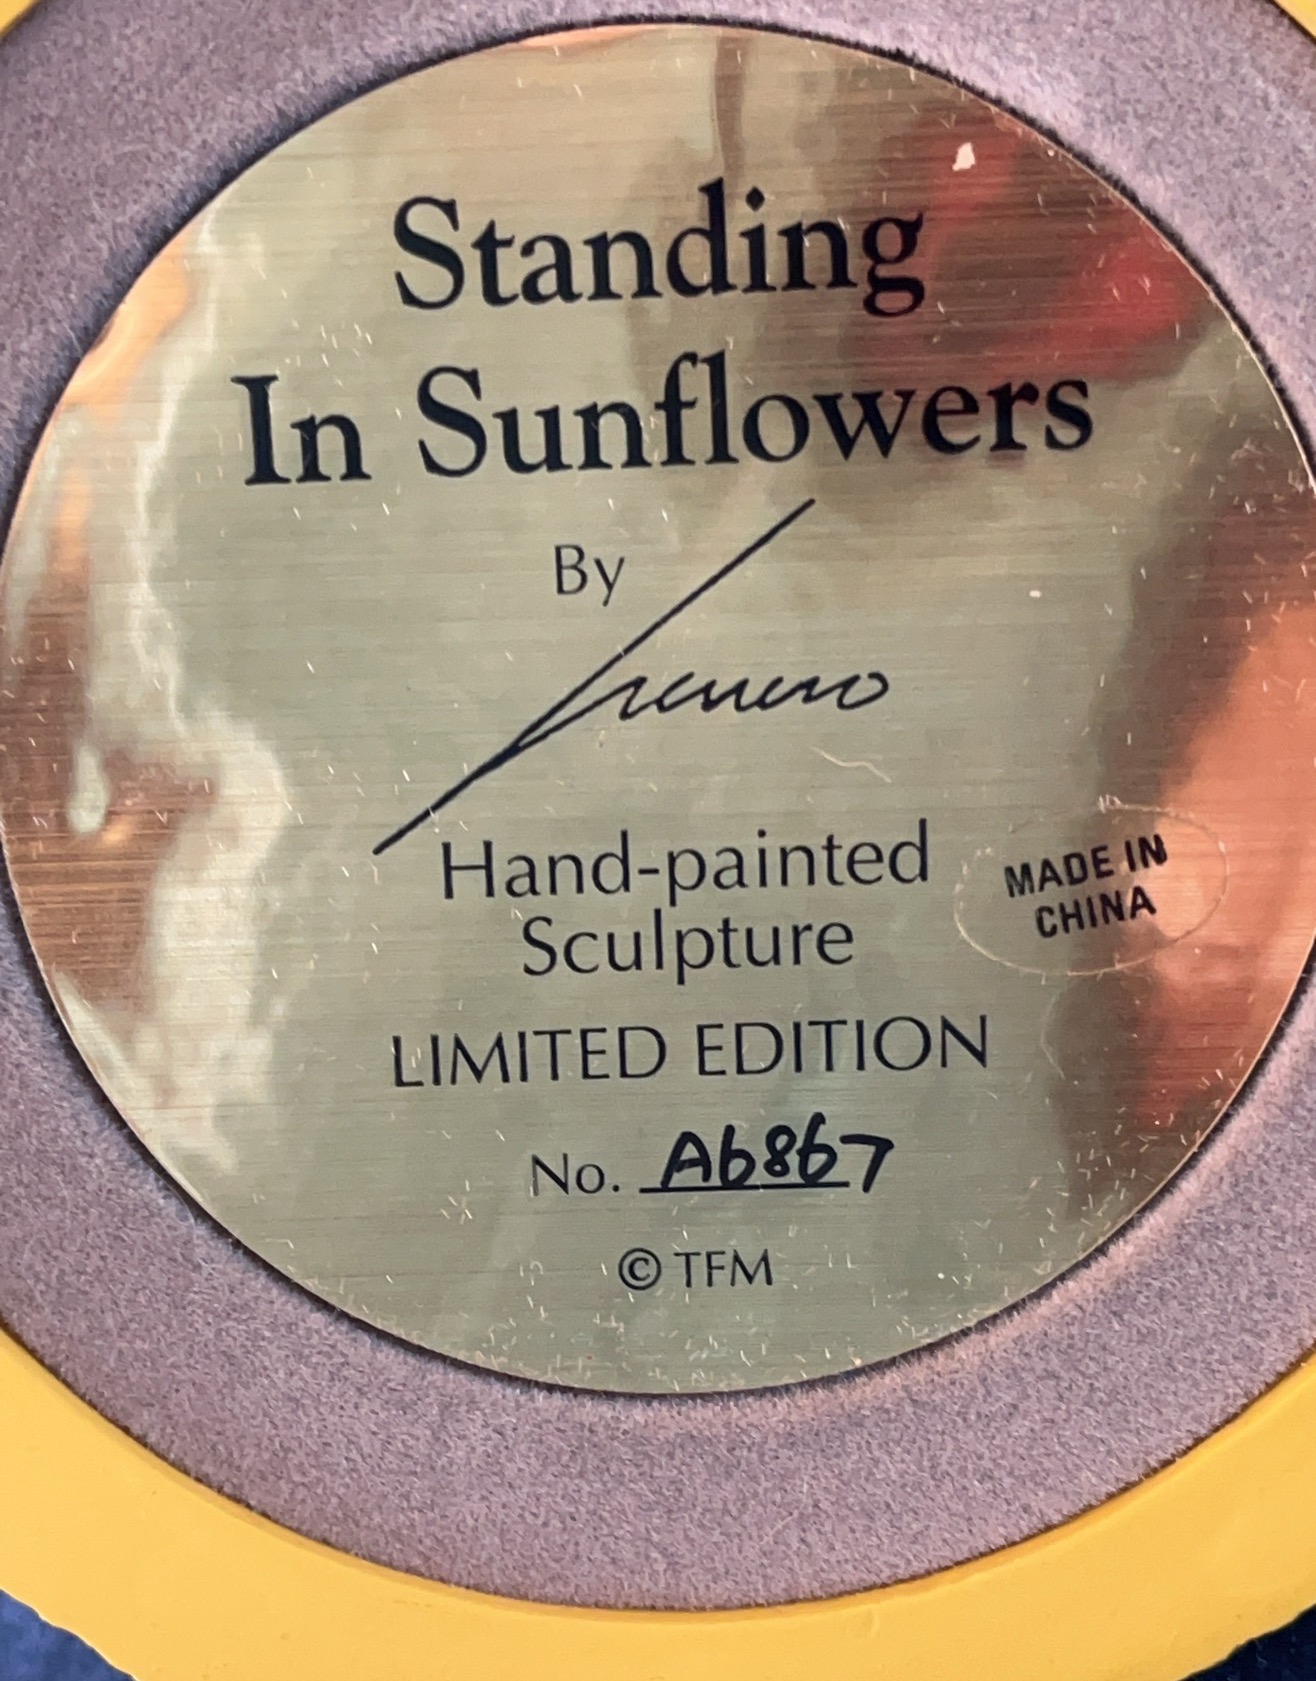 Standing
In Sunflowers
By
Hand-painted
Sculpture
MADE IN
CHINA
LIMITED EDITION
No. A6867
© TFM